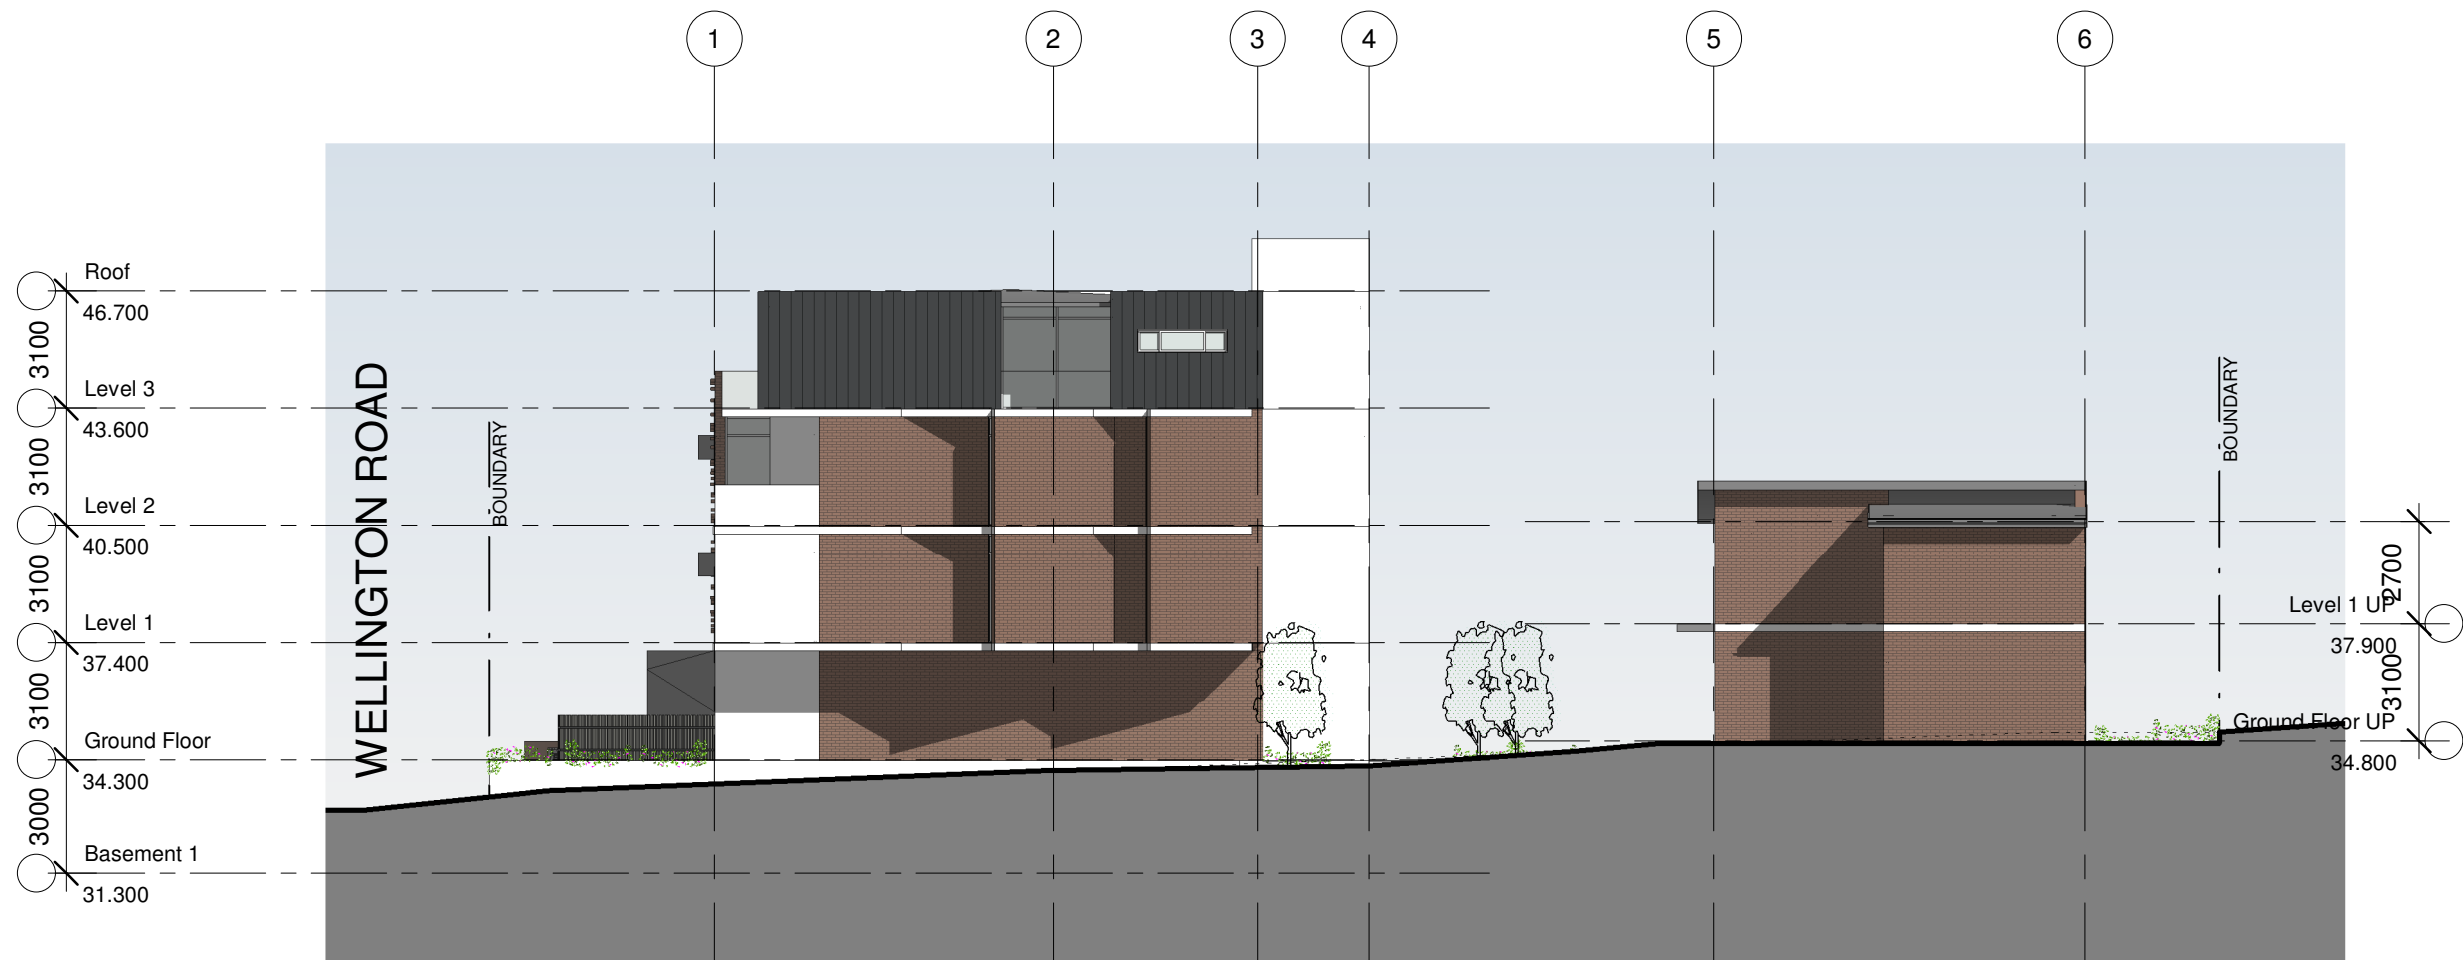 1
2
3
4
5
6
Roof
46.700
3100
Level 3
43.600
3100
Level 2
40.500
3100
Level 1
37.400
3100
Ground Floor
34.300
3000
Basement 1
31.300
WELLINGTON ROAD
BOUNDARY
BOUNDARY
2700
Level 1 UP
37.900
3100
Ground Floor UP
34.800